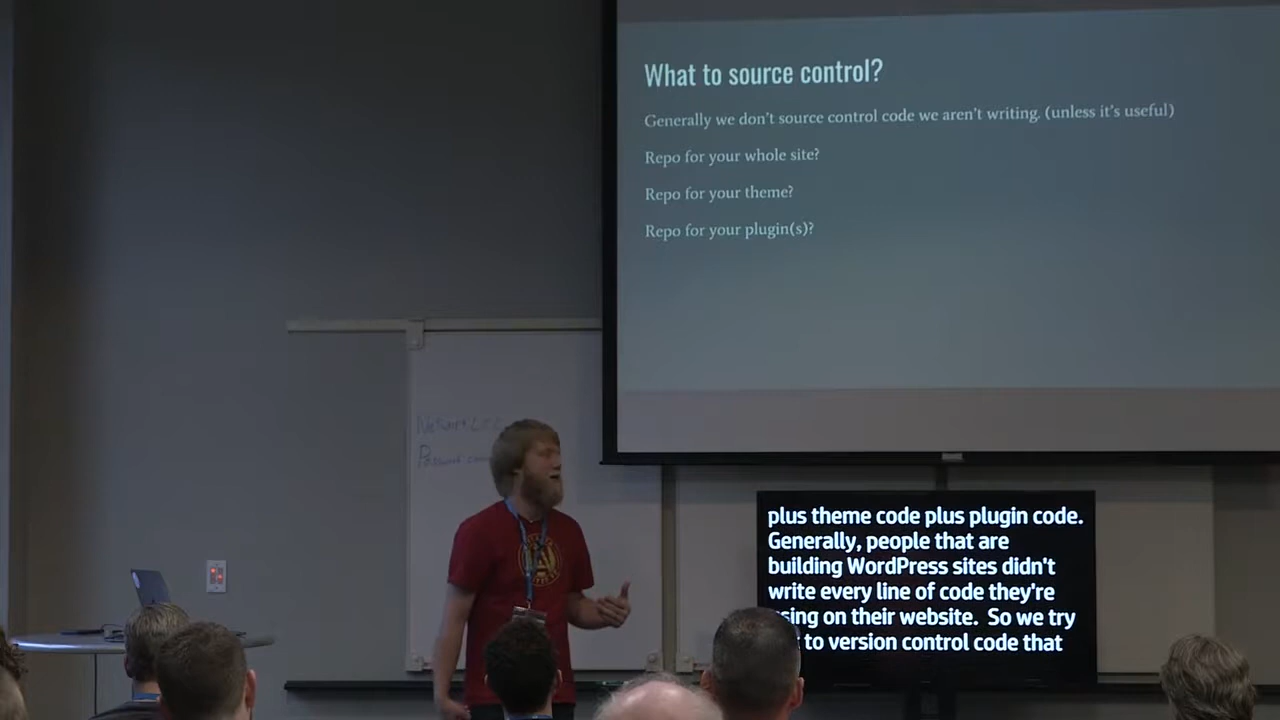 What to source control?
Generally we don't source control code we aren't writing. (unless it's useful)
Repo for your whole site?
Repo for your theme?
Repo for your plugin(s)?
plus theme code plus plugin code.
Generally, people that are
building WordPress sites didn't
write every line of code they're
on their website. So we try
to version control code that
Password